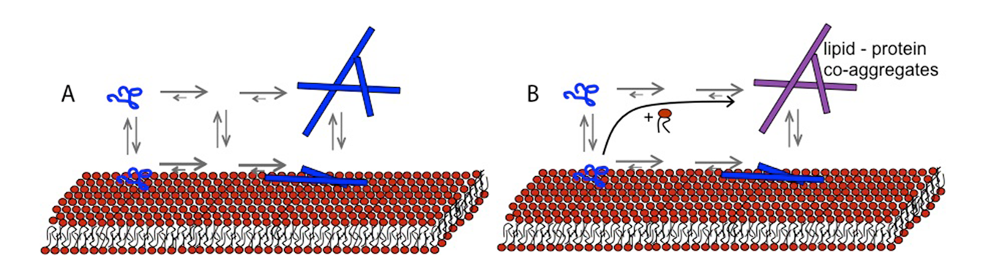 A
B
lipid - protein
co-aggregates
+